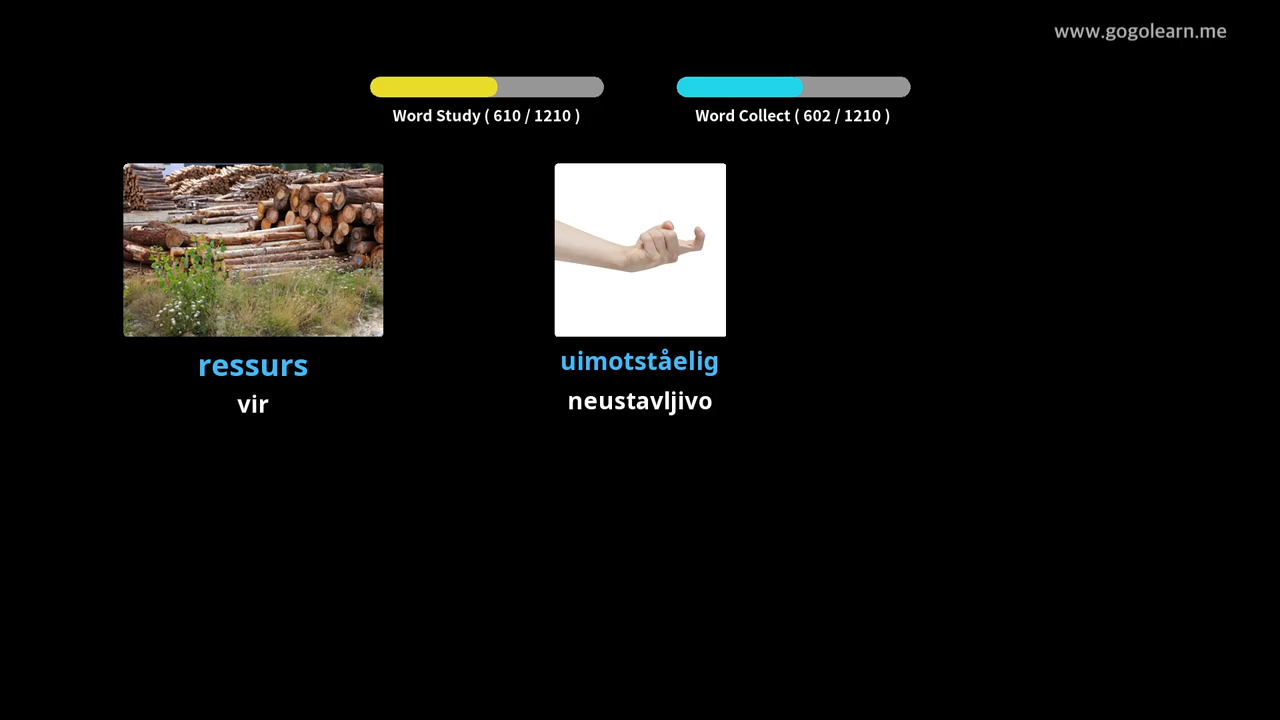 www.gogolearn.me
Word Study ( 610 / 1210 )
Word Collect ( 602 / 1210 )
ressurs
vir
uimotståelig
neustavljivo